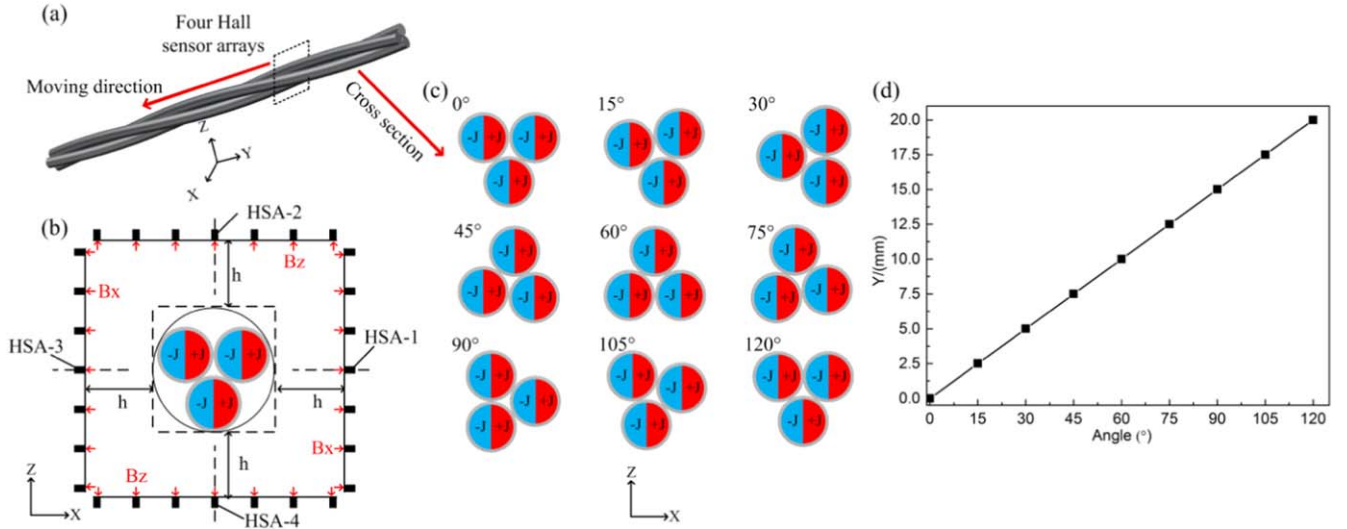 (a)
Four Hall
sensor arrays
Moving direction
Cross section
Z
Y
X
(b)
HSA-2
h
Bz
Bx
HSA-3
HSA-1
-J +J
-J +J
-J +J
h
h
Bx
Bz
h
HSA-4
Z
X
(c)
0°
-J +J
-J +J
-J +J
15°
-J +J
-J +J
-J +J
30°
-J +J
-J +J
-J +J
45°
-J +J
-J +J
-J +J
60°
-J +J
-J +J
-J +J
75°
-J +J
-J +J
-J +J
90°
-J +J
-J +J
-J +J
105°
-J +J
-J +J
-J +J
120°
-J +J
-J +J
-J +J
Z
X
(d)
Y/(mm)
20.0
17.5
15.0
12.5
10.0
7.5
5.0
2.5
0.0
0 15 30 45 60 75 90 105 120
Angle (°)